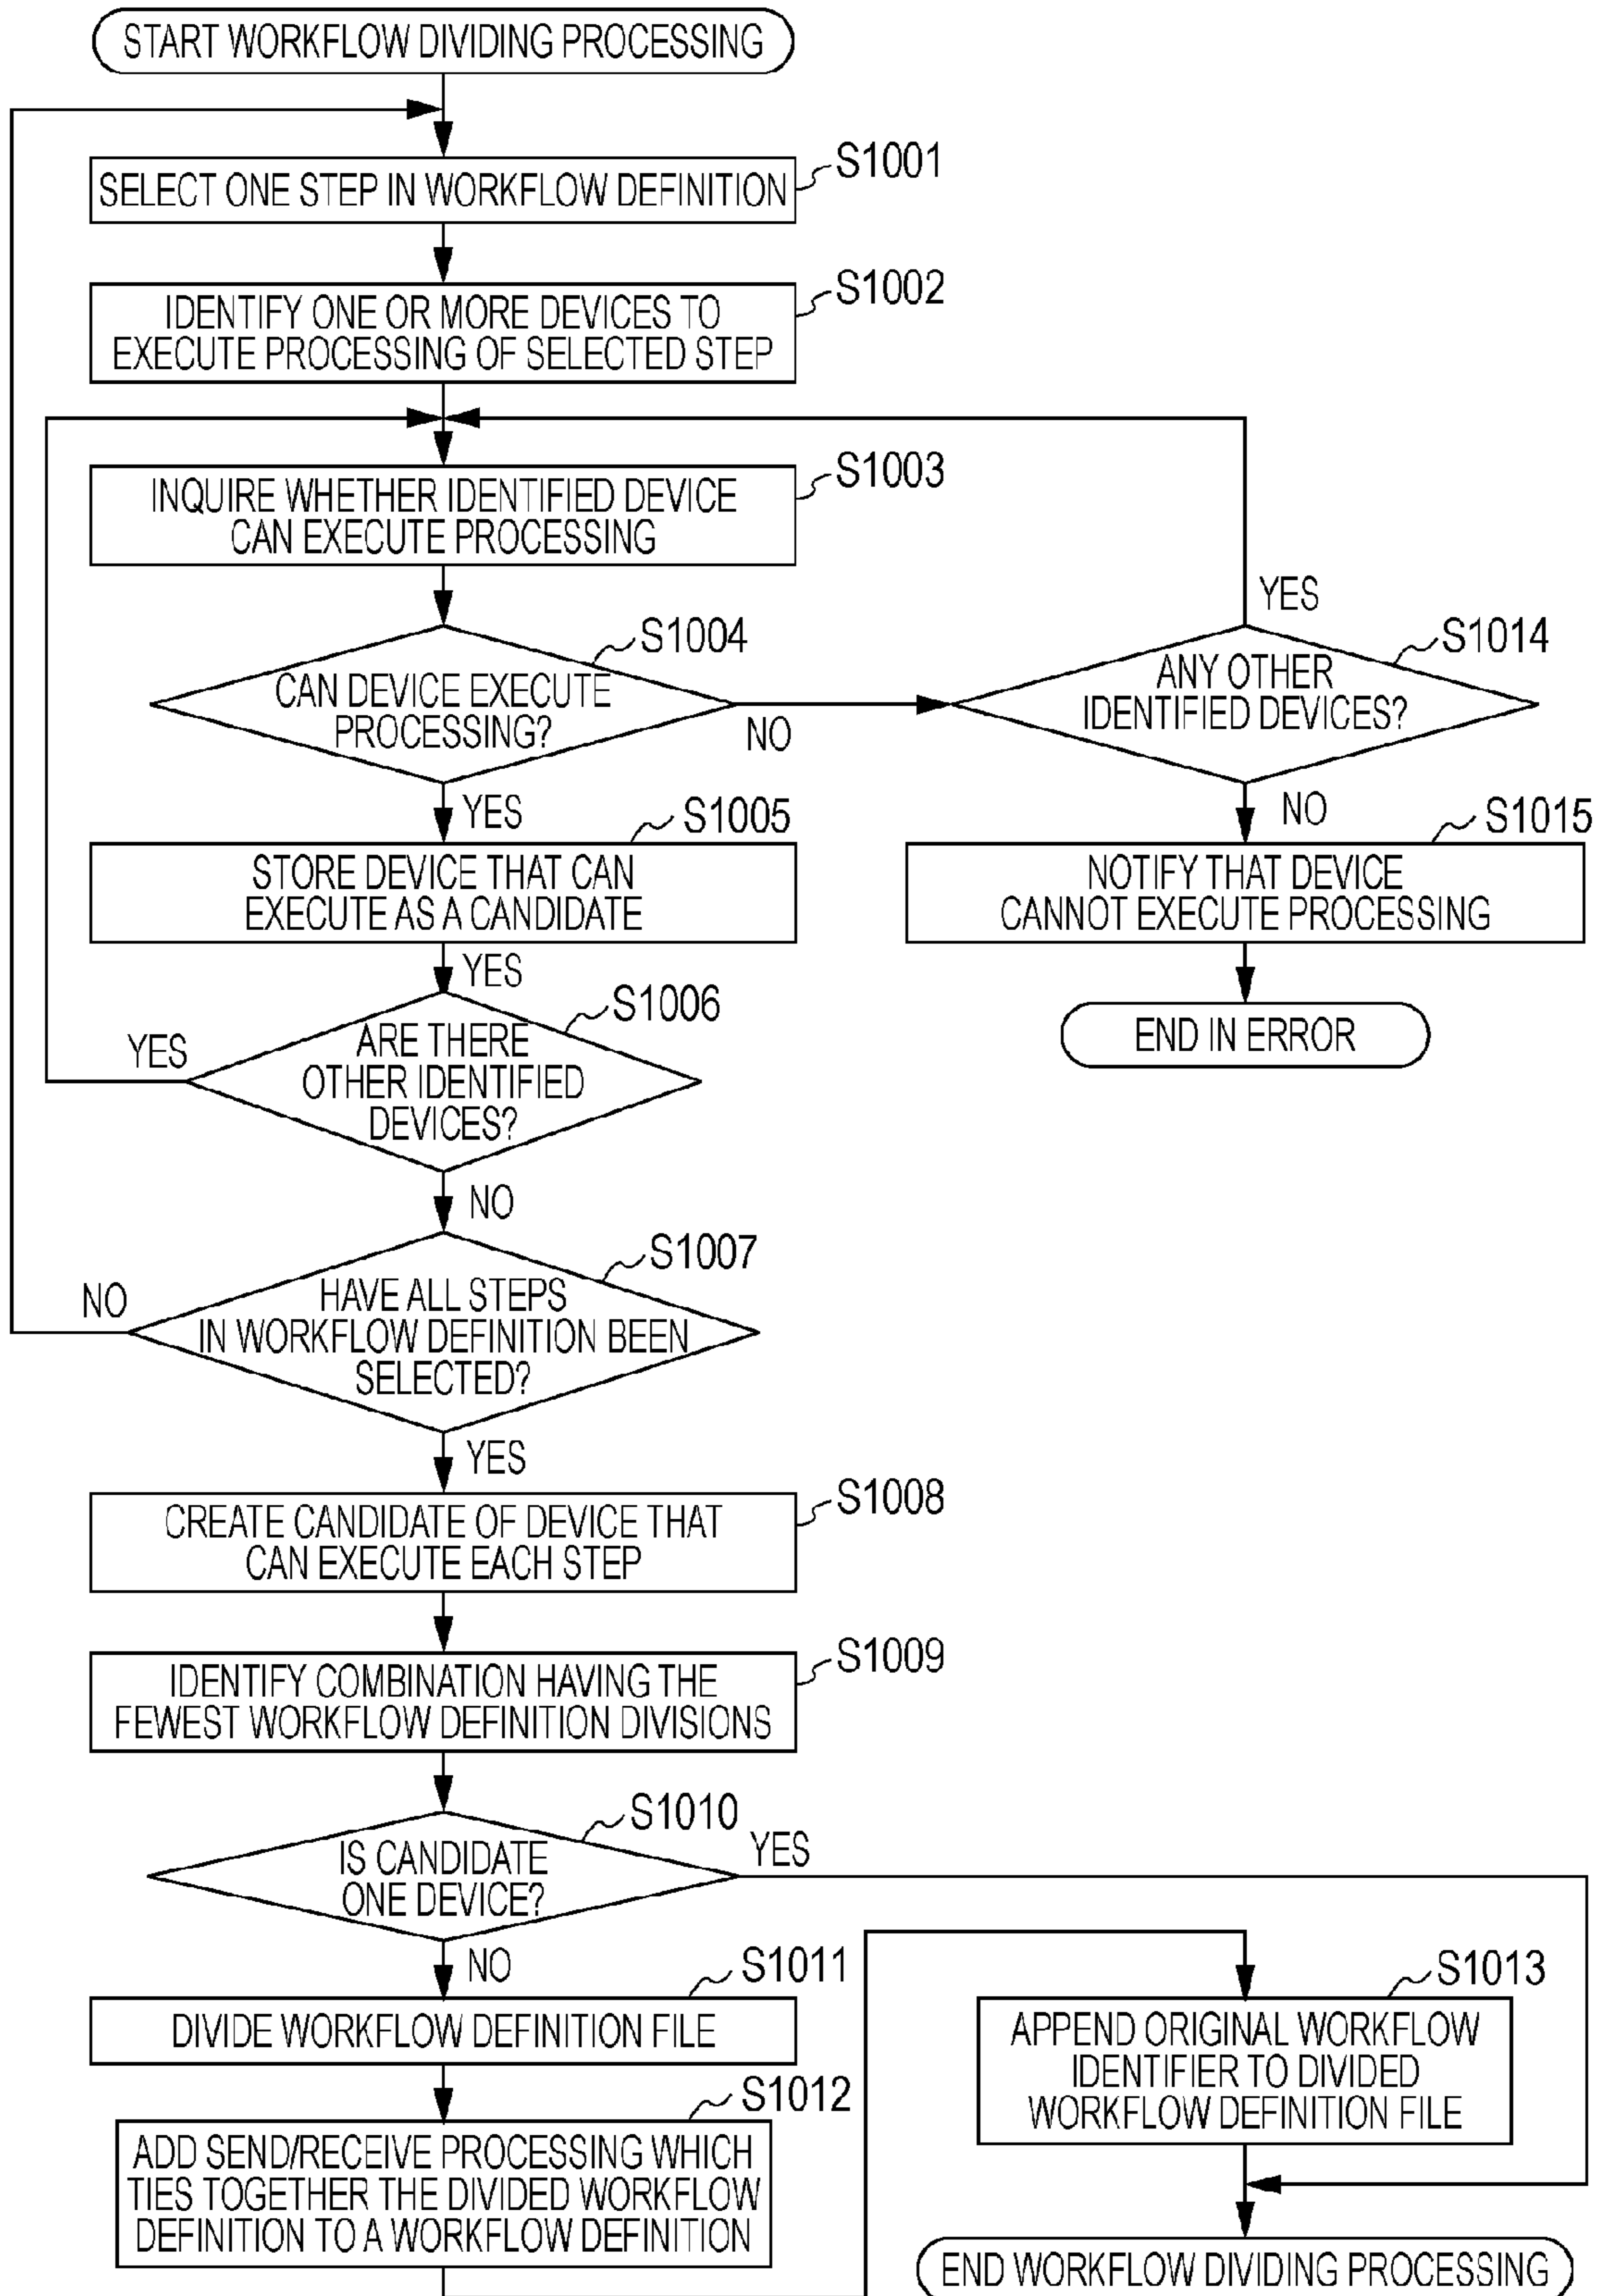 START WORKFLOW DIVIDING PROCESSING
S1001
SELECT ONE STEP IN WORKFLOW DEFINITION
S1002
IDENTIFY ONE OR MORE DEVICES TO
EXECUTE PROCESSING OF SELECTED STEP
S1003
INQUIRE WHETHER IDENTIFIED DEVICE
CAN EXECUTE PROCESSING
YES
S1004
CAN DEVICE EXECUTE
PROCESSING?
NO
S1014
ANY OTHER
IDENTIFIED DEVICES?
YES
S1005
STORE DEVICE THAT CAN
EXECUTE AS A CANDIDATE
NO
S1015
NOTIFY THAT DEVICE
CANNOT EXECUTE PROCESSING
YES
S1006
ARE THERE
OTHER IDENTIFIED
DEVICES?
YES
END IN ERROR
NO
S1007
HAVE ALL STEPS
IN WORKFLOW DEFINITION BEEN
SELECTED?
NO
YES
S1008
CREATE CANDIDATE OF DEVICE THAT
CAN EXECUTE EACH STEP
S1009
IDENTIFY COMBINATION HAVING THE
FEWEST WORKFLOW DEFINITION DIVISIONS
S1010
IS CANDIDATE
ONE DEVICE?
YES
NO
S1011
DIVIDE WORKFLOW DEFINITION FILE
S1012
ADD SEND/RECEIVE PROCESSING WHICH
TIES TOGETHER THE DIVIDED WORKFLOW
DEFINITION TO A WORKFLOW DEFINITION
S1013
APPEND ORIGINAL WORKFLOW
IDENTIFIER TO DIVIDED
WORKFLOW DEFINITION FILE
END WORKFLOW DIVIDING PROCESSING